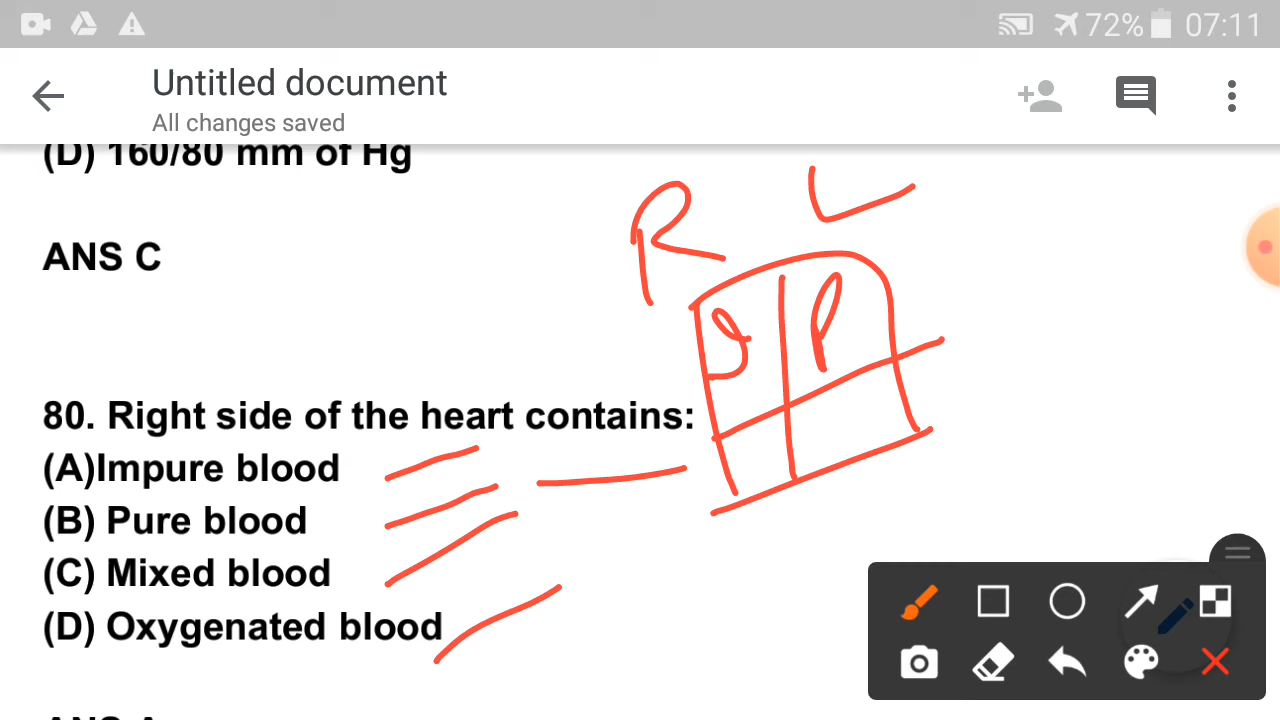 72% 07:11
Untitled document
All changes saved
(D) 160/80 mm of Hg
R L
ANS C
P
80. Right side of the heart contains:
(A)Impure blood
(B) Pure blood
(C) Mixed blood
(D) Oxygenated blood
ANS A